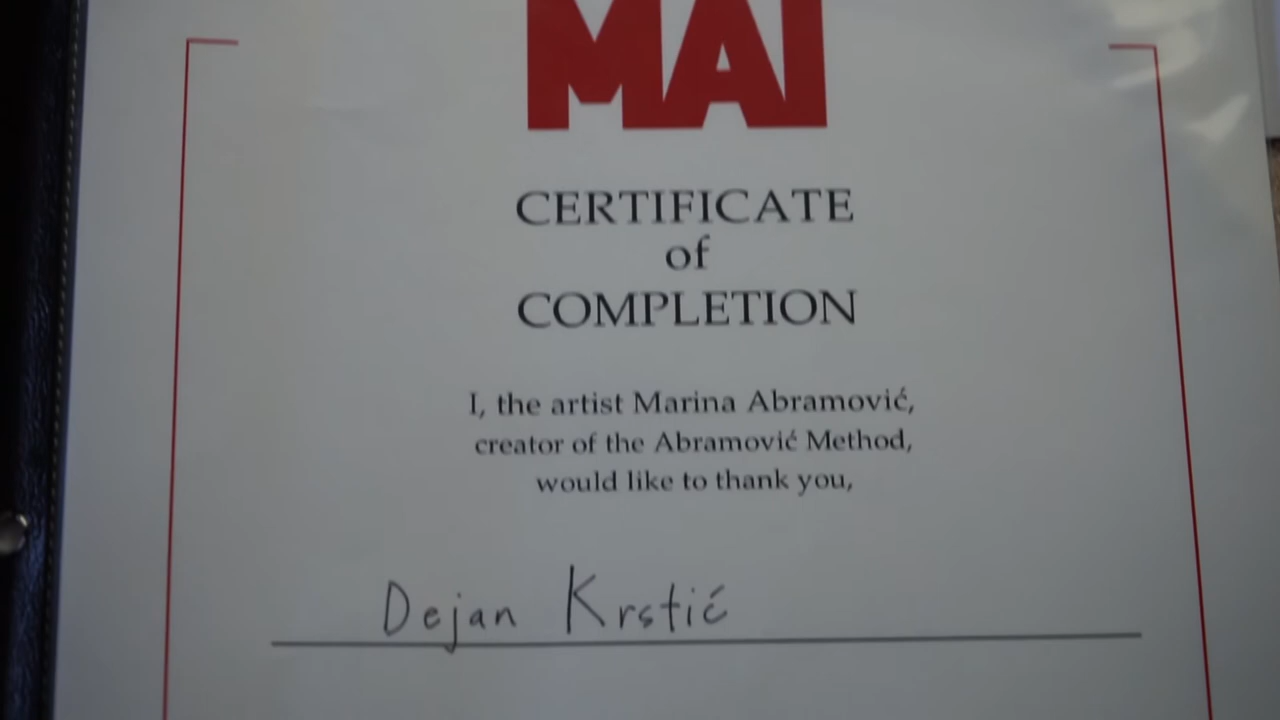 MAI
CERTIFICATE
of
COMPLETION
I, the artist Marina Abramović,
creator of the Abramović Method,
would like to thank you,
Dejan Krstić